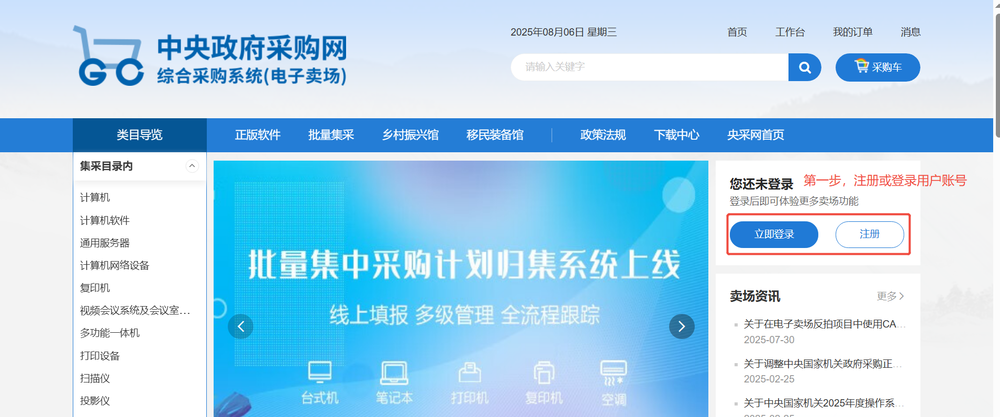 中央政府采购网
综合采购系统(电子卖场)
2025年08月06日 星期三
首页 工作台 我的订单 消息
请输入关键字
采购车
类目导览 正版软件 批量集采 乡村振兴馆 移民装备馆 政策法规 下载中心 央采网首页
集采目录内
计算机
计算机软件
通用服务器
计算机网络设备
复印机
视频会议系统及会议室...
多功能一体机
打印设备
扫描仪
投影仪
批量集中采购计划归集系统上线
线上填报 多级管理 全流程跟踪
台式机 笔记本 打印机 复印机 空调
您还未登录
第一步，注册或登录用户账号
登录后即可体验更多卖场功能
立即登录 注册
卖场资讯 更多
关于在电子卖场反拍项目中使用CA...
2025-07-30
关于调整中央国家机关政府采购正...
2025-02-25
关于中央国家机关2025年度操作系...